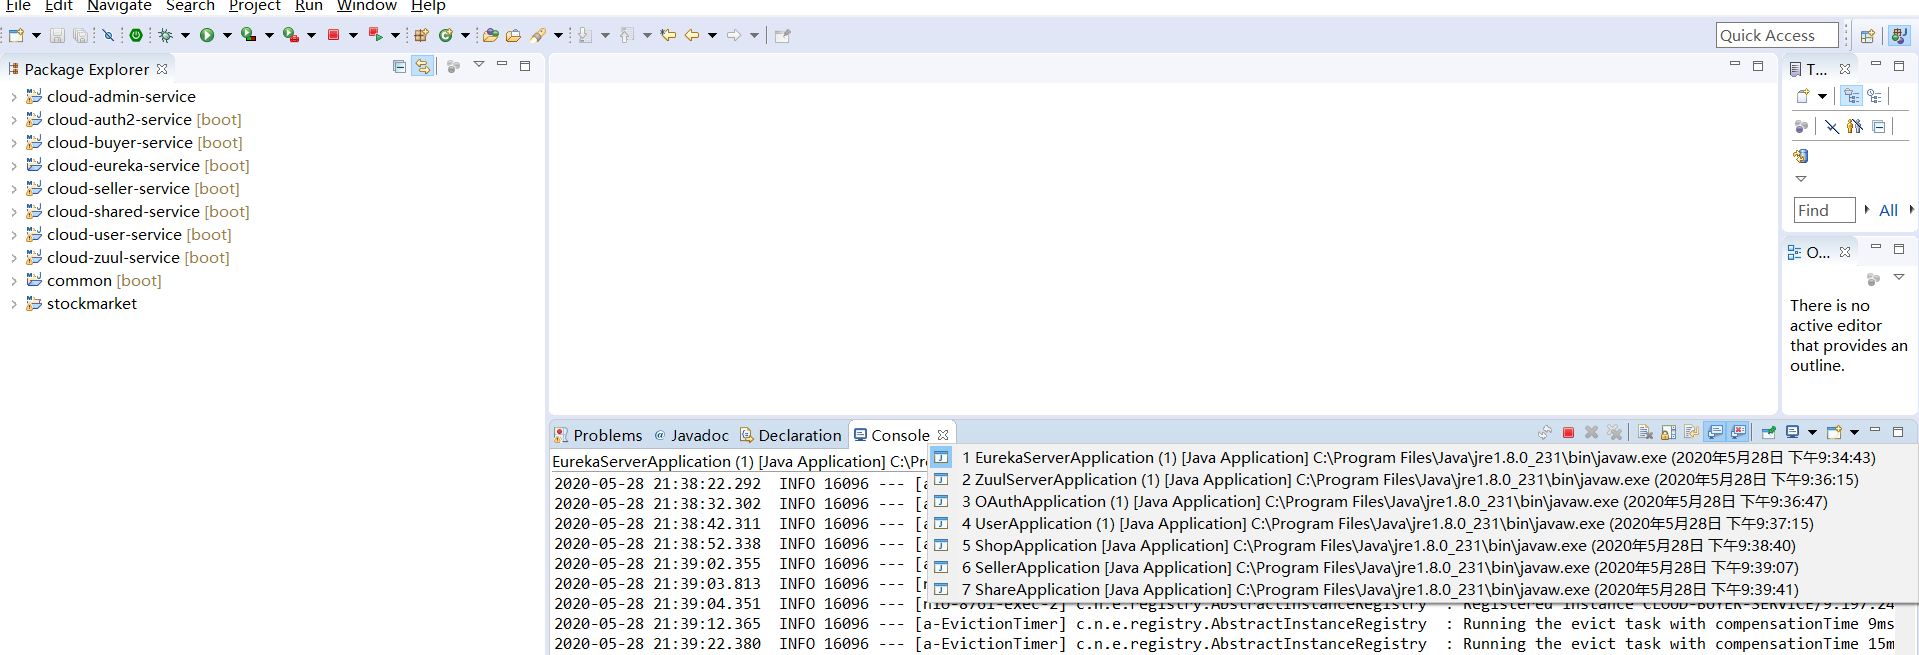 File Edit Navigate Search Project Run Window Help
Quick Access
Package Explorer
cloud-admin-service
cloud-auth2-service [boot]
cloud-buyer-service [boot]
cloud-eureka-service [boot]
cloud-seller-service [boot]
cloud-shared-service [boot]
cloud-user-service [boot]
cloud-zuul-service [boot]
common [boot]
stockmarket
T...
Find
All
O...
There is no
active editor
that provides an
outline.
Problems @ Javadoc Declaration Console
EurekaServerApplication (1) [Java Application] C:\Pr
1 EurekaServerApplication (1) [Java Application] C:\Program Files\Java\jre1.8.0_231\bin\javaw.exe (2020年5月28日 下午9:34:43)
2 ZuulServerApplication (1) [Java Application] C:\Program Files\Java\jre1.8.0_231\bin\javaw.exe (2020年5月28日 下午9:36:15)
3 OAuthApplication (1) [Java Application] C:\Program Files\Java\jre1.8.0_231\bin\javaw.exe (2020年5月28日 下午9:36:47)
4 UserApplication (1) [Java Application] C:\Program Files\Java\jre1.8.0_231\bin\javaw.exe (2020年5月28日 下午9:37:15)
5 ShopApplication [Java Application] C:\Program Files\Java\jre1.8.0_231\bin\javaw.exe (2020年5月28日 下午9:38:40)
6 SellerApplication [Java Application] C:\Program Files\Java\jre1.8.0_231\bin\javaw.exe (2020年5月28日 下午9:39:07)
7 ShareApplication [Java Application] C:\Program Files\Java\jre1.8.0_231\bin\javaw.exe (2020年5月28日 下午9:39:41)
2020-05-28 21:38:22.292 INFO 16096 --- [a
2020-05-28 21:38:32.302 INFO 16096 --- [a
2020-05-28 21:38:42.311 INFO 16096 --- [a
2020-05-28 21:38:52.338 INFO 16096 --- [a
2020-05-28 21:39:02.355 INFO 16096 --- [a
2020-05-28 21:39:03.813 INFO 16096 --- [n
2020-05-28 21:39:04.351 INFO 16096 --- [nio-8761-exec-2] c.n.e.registry.AbstractInstanceRegistry : Registered instance CLOUD-BUYER-SERVICE/9.197.24
2020-05-28 21:39:12.365 INFO 16096 --- [a-EvictionTimer] c.n.e.registry.AbstractInstanceRegistry : Running the evict task with compensationTime 9ms
2020-05-28 21:39:22.380 INFO 16096 --- [a-EvictionTimer] c.n.e.registry.AbstractInstanceRegistry : Running the evict task with compensationTime 15m